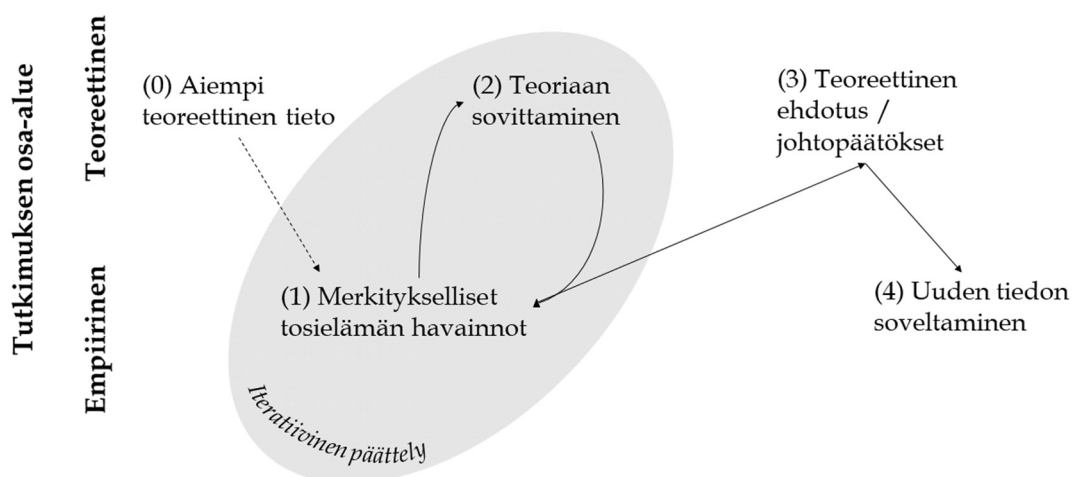 Tutkimuksen osa-alue
Teoreettinen
Empiirinen
(0) Aiempi
teoreettinen tieto
(2) Teoriaan
sovittaminen
(3) Teoreettinen
ehdotus /
johtopäätökset
(1) Merkitykselliset
tosielämän havainnot
(4) Uuden tiedon
soveltaminen
Iteratiivinen päättely